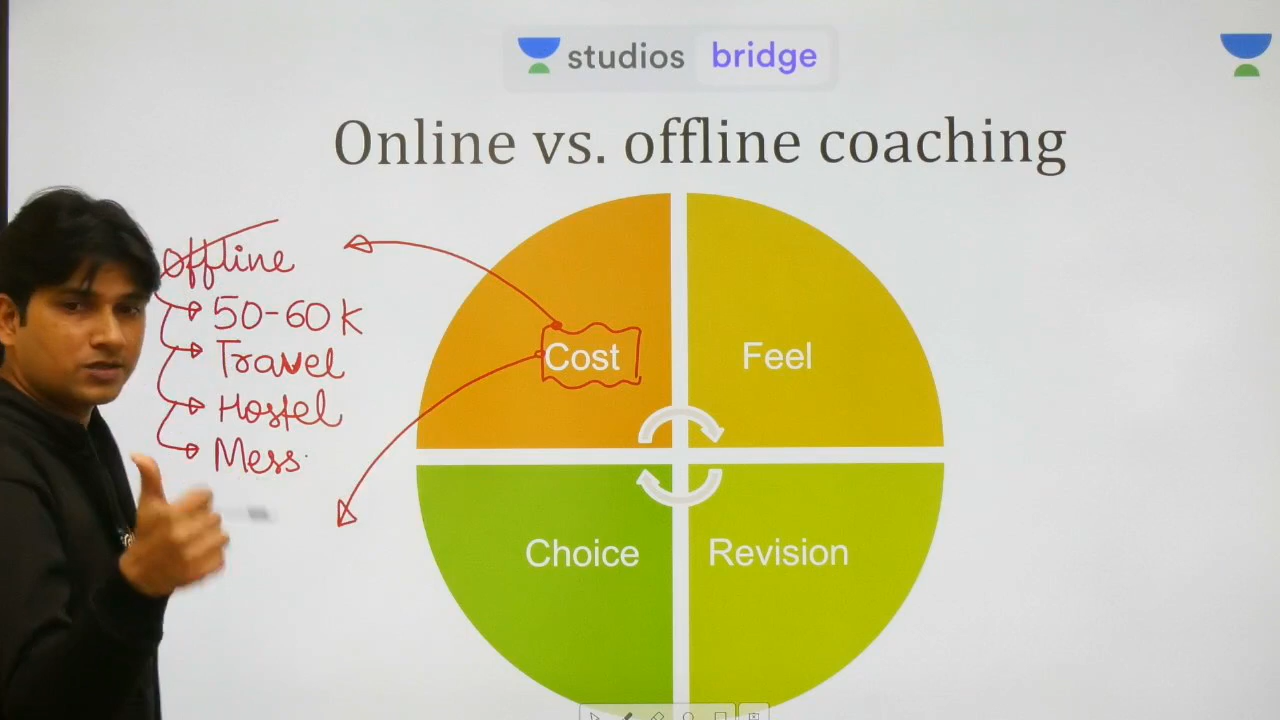 studios bridge
Online vs. offline coaching
Offline
50-60 K
Travel
Hostel
Mess
Cost
Feel
Choice
Revision